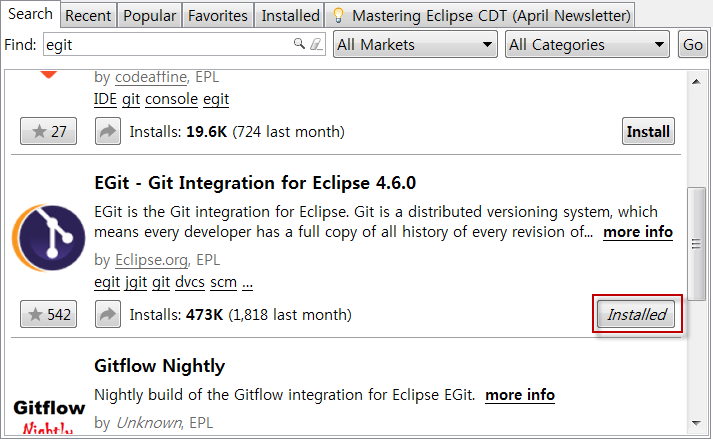 Search Recent Popular Favorites Installed Mastering Eclipse CDT (April Newsletter)
Find: egit All Markets All Categories Go
by codeaffine, EPL
IDE git console egit
27 Installs: 19.6K (724 last month) Install
EGit - Git Integration for Eclipse 4.6.0
EGit is the Git integration for Eclipse. Git is a distributed versioning system, which
means every developer has a full copy of all history of every revision of... more info
by Eclipse.org, EPL
egit jgit git dvcs scm ...
542 Installs: 473K (1,818 last month) Installed
Gitflow Nightly
Nightly build of the Gitflow integration for Eclipse EGit. more info
Gitflow
Nightly
by Unknown, EPL